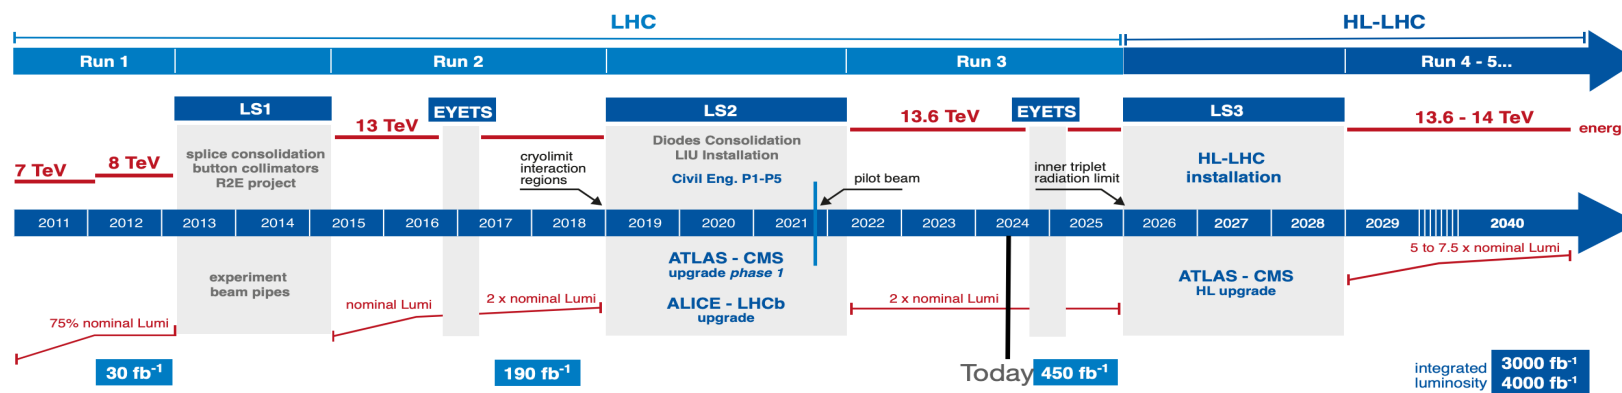 LHC
HL-LHC
Run 1
Run 2
Run 3
Run 4 - 5...
LS1
EYETS
LS2
EYETS
LS3
13 TeV
13.6 TeV
13.6 - 14 TeV
energ
7 TeV
8 TeV
splice consolidation
button collimators
R2E project
cryolimit
interaction
regions
Diodes Consolidation
LIU Installation
Civil Eng. P1-P5
pilot beam
inner triplet
radiation limit
HL-LHC
installation
2011
2012
2013
2014
2015
2016
2017
2018
2019
2020
2021
2022
2023
2024
2025
2026
2027
2028
2029
2040
5 to 7.5 x nominal Lumi
experiment
beam pipes
ATLAS - CMS
upgrade phase 1
ALICE - LHCb
upgrade
ATLAS - CMS
HL upgrade
75% nominal Lumi
nominal Lumi
2 x nominal Lumi
2 x nominal Lumi
30 fb⁻¹
190 fb⁻¹
Today
450 fb⁻¹
integrated
luminosity
3000 fb⁻¹
4000 fb⁻¹